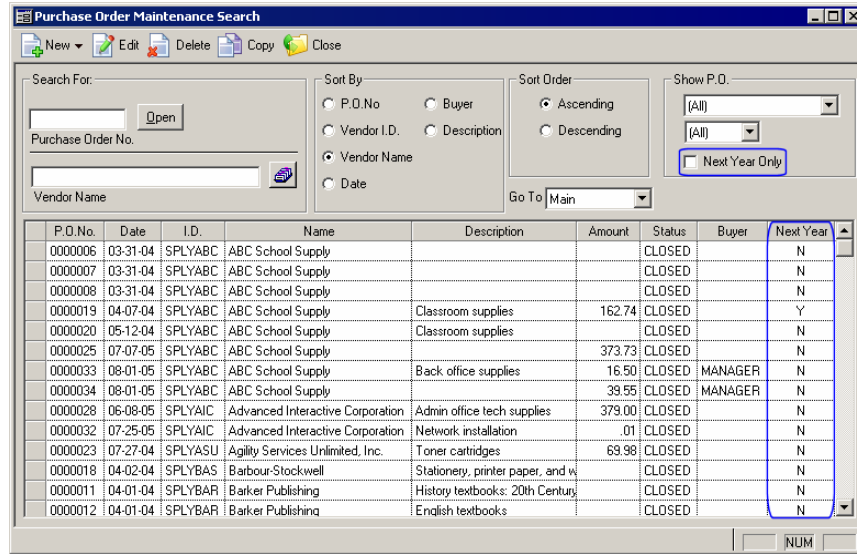 Purchase Order Maintenance Search
New Edit Delete Copy Close
Search For:
Open
Purchase Order No.
Vendor Name
Sort By
P.O.No Buyer
Vendor I.D. Description
Vendor Name
Date
Sort Order
Ascending
Descending
Show P.O.
(All)
(All)
Next Year Only
Go To Main
P.O.No. Date I.D. Name Description Amount Status Buyer Next Year
0000006 03-31-04 SPLYABC ABC School Supply CLOSED N
0000007 03-31-04 SPLYABC ABC School Supply CLOSED N
0000008 03-31-04 SPLYABC ABC School Supply CLOSED N
0000019 04-07-04 SPLYABC ABC School Supply Classroom supplies 162.74 CLOSED Y
0000020 05-12-04 SPLYABC ABC School Supply Classroom supplies CLOSED N
0000025 07-07-05 SPLYABC ABC School Supply 373.73 CLOSED N
0000033 08-01-05 SPLYABC ABC School Supply Back office supplies 16.50 CLOSED MANAGER N
0000034 08-01-05 SPLYABC ABC School Supply 39.55 CLOSED MANAGER N
0000028 06-08-05 SPLYAIC Advanced Interactive Corporation Admin office tech supplies 379.00 CLOSED N
0000032 07-25-05 SPLYAIC Advanced Interactive Corporation Network installation .01 CLOSED N
0000023 07-27-04 SPLYASU Agility Services Unlimited, Inc. Toner cartridges 69.98 CLOSED N
0000018 04-02-04 SPLYBAS Barbour-Stockwell Stationery, printer paper, and w CLOSED N
0000011 04-01-04 SPLYBAR Barker Publishing History textbooks: 20th Century CLOSED N
0000012 04-01-04 SPLYBAR Barker Publishing English textbooks CLOSED N
NUM